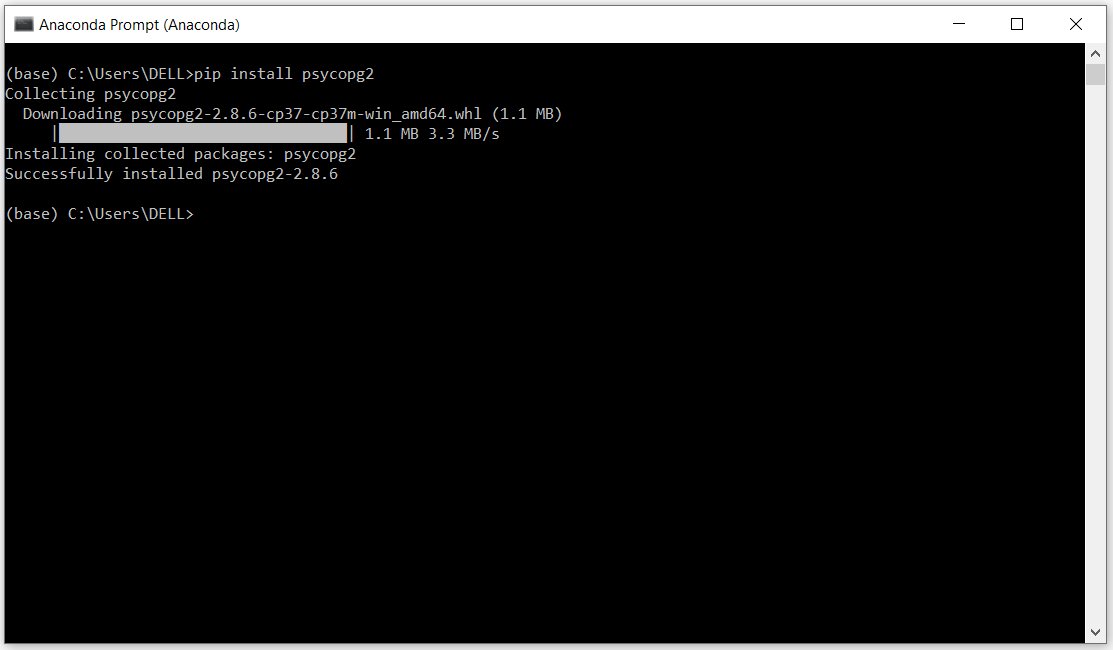 Anaconda Prompt (Anaconda)
(base) C:\Users\DELL>pip install psycopg2
Collecting psycopg2
  Downloading psycopg2-2.8.6-cp37-cp37m-win_amd64.whl (1.1 MB)
     |████████████████████████████████| 1.1 MB 3.3 MB/s
Installing collected packages: psycopg2
Successfully installed psycopg2-2.8.6
(base) C:\Users\DELL>